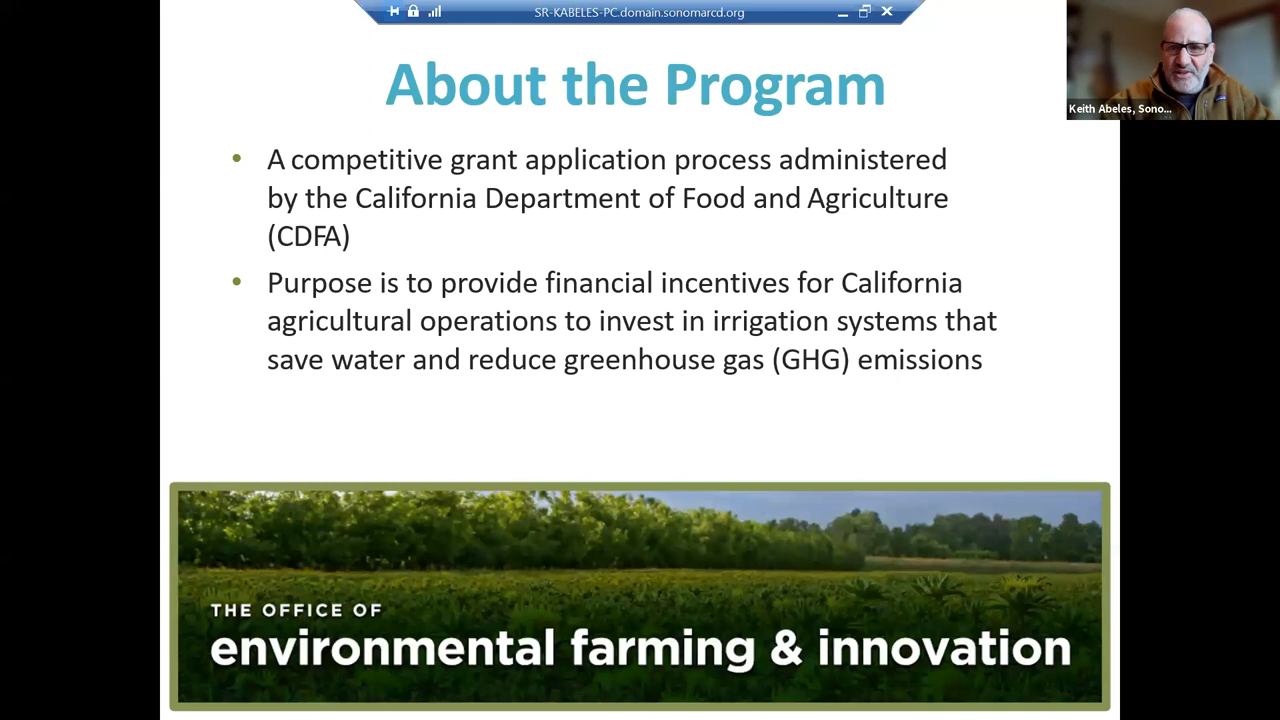 SR-KABELES-PC.domain.sonomarcd.org
About the Program
Keith Abeles, Sono...
• A competitive grant application process administered
by the California Department of Food and Agriculture
(CDFA)
• Purpose is to provide financial incentives for California
agricultural operations to invest in irrigation systems that
save water and reduce greenhouse gas (GHG) emissions
THE OFFICE OF
environmental farming & innovation